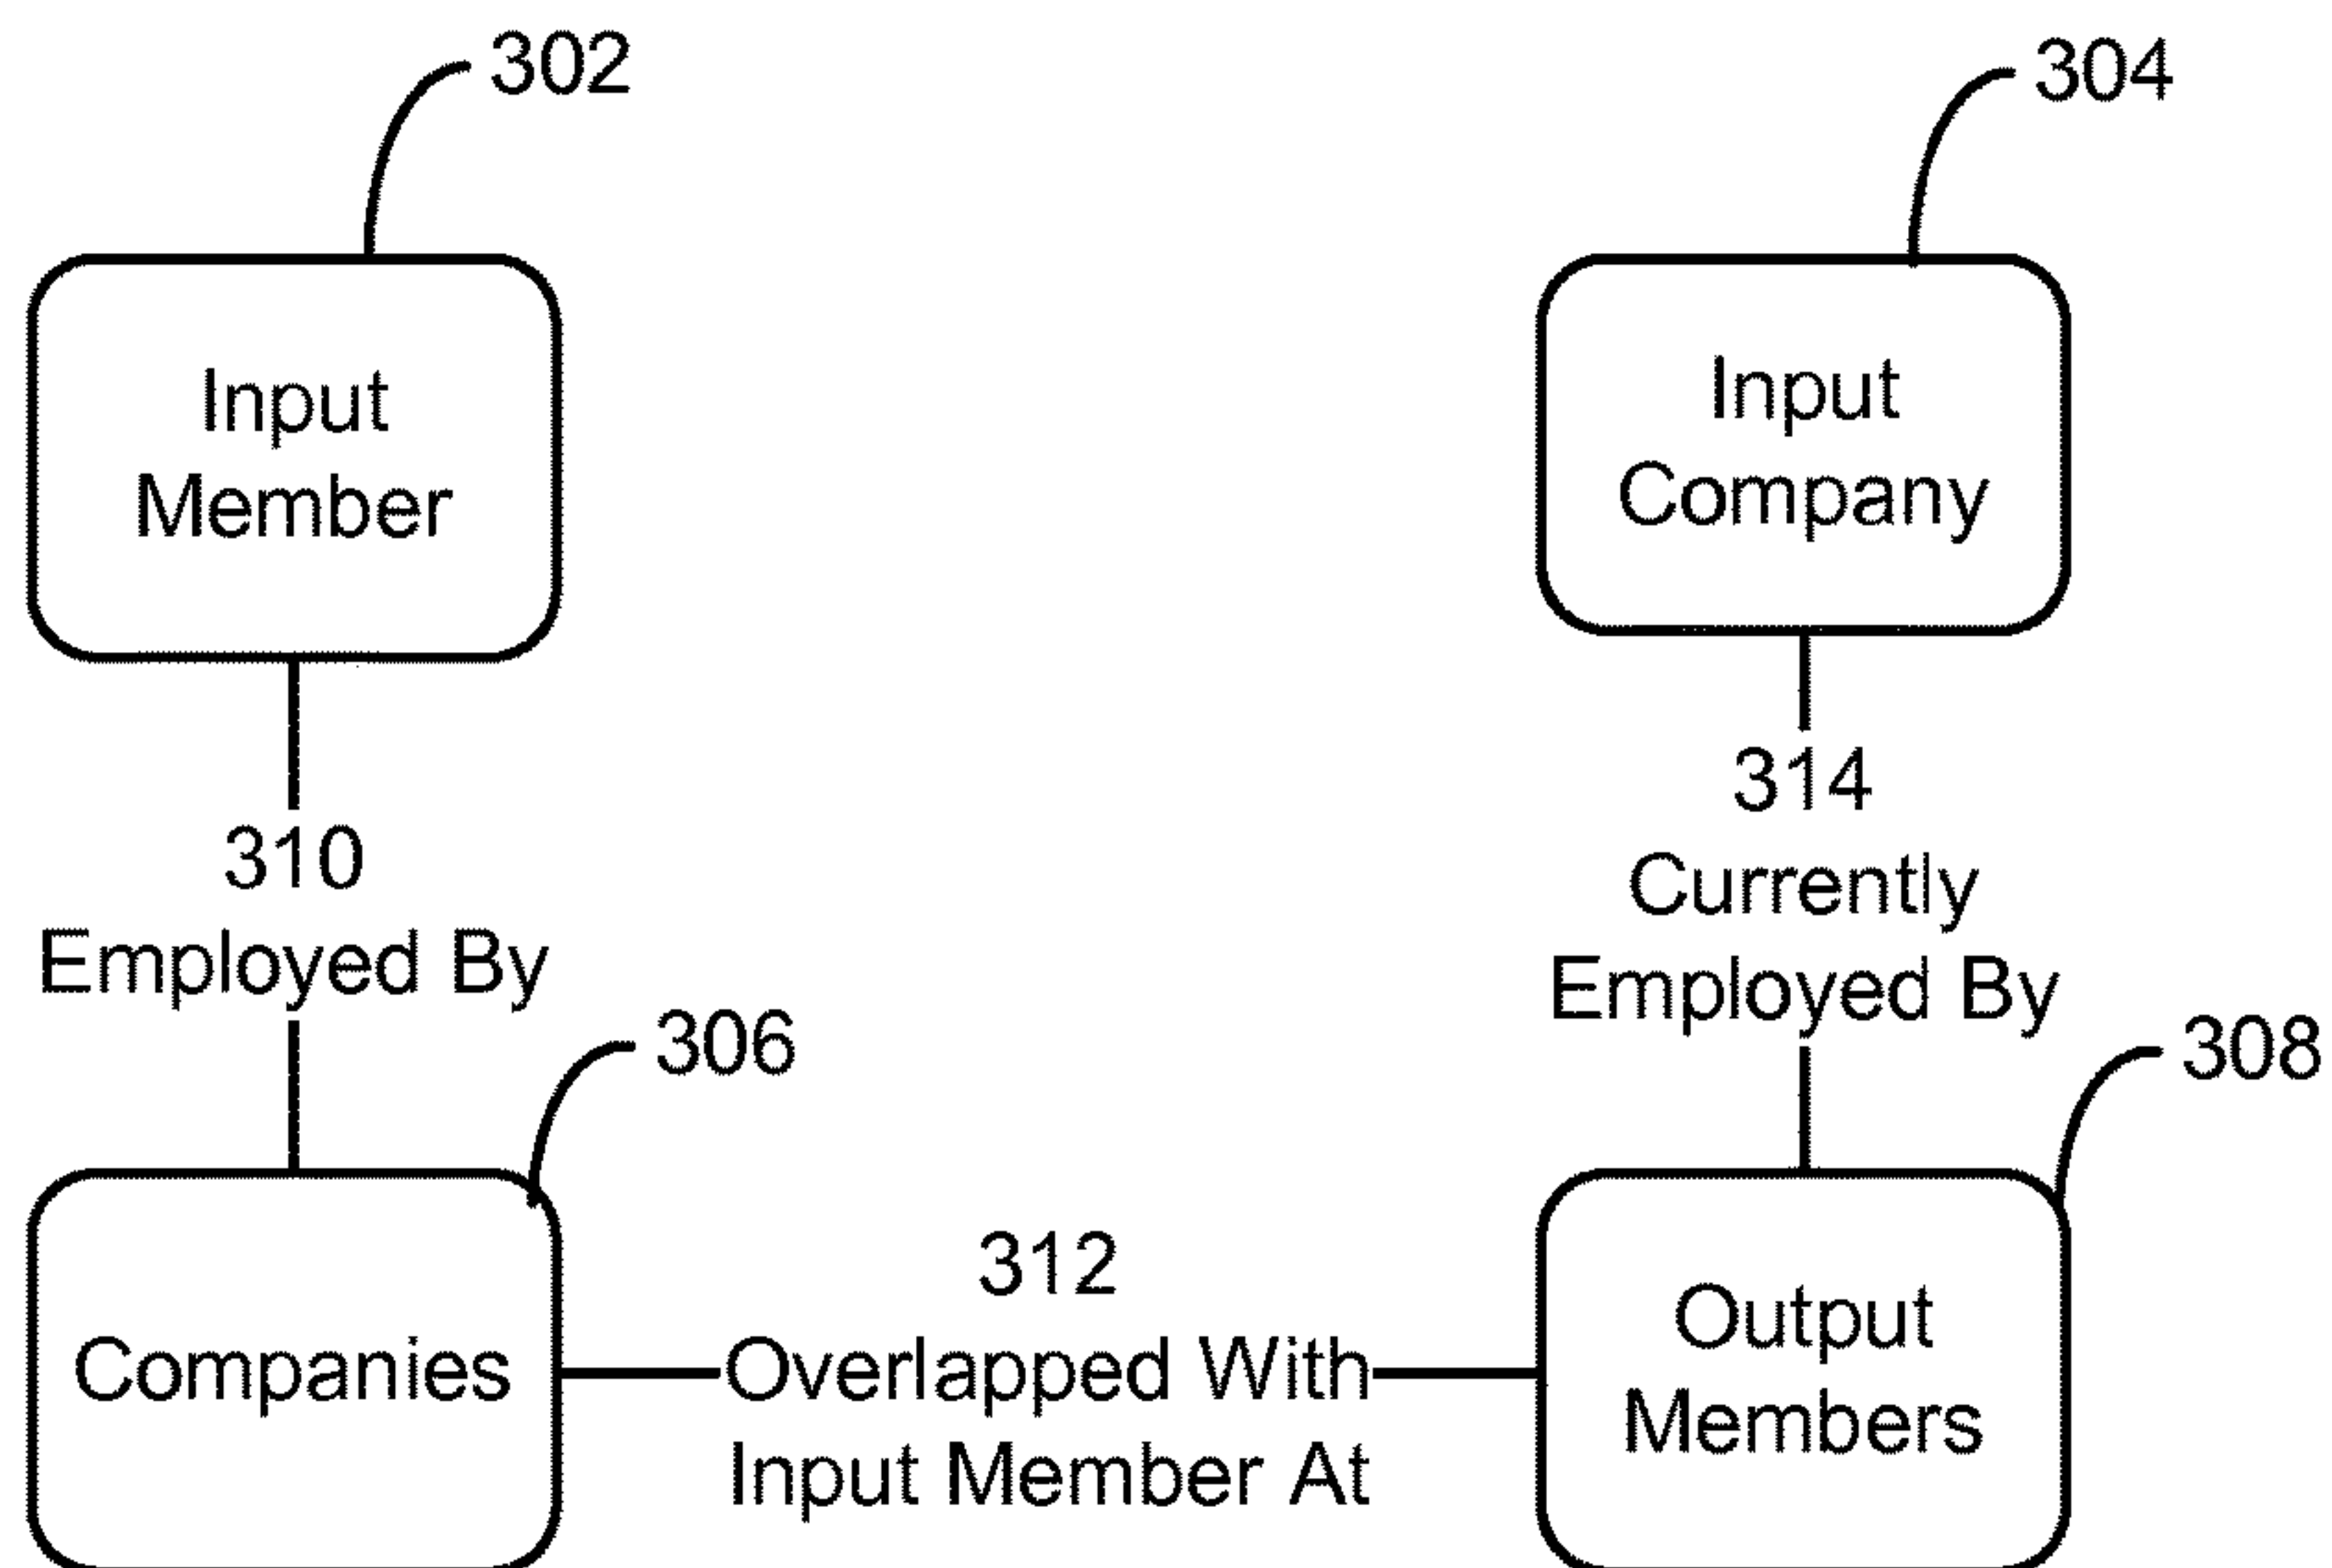 302
304
Input
Member
Input
Company
310
Employed By
314
Currently
Employed By
306
308
Companies
312
Overlapped With
Input Member At
Output
Members